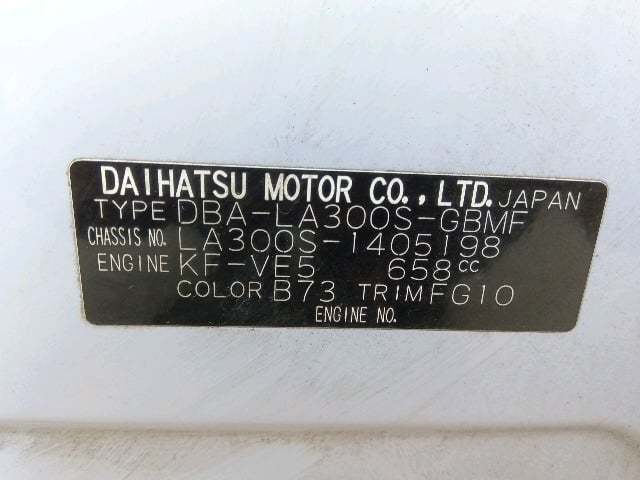 DAIHATSU MOTOR CO., LTD. JAPAN
TYPE DBA-LA300S-GBMF
CHASSIS NO. LA300S-1405198
ENGINE KF-VE5 658cc
COLOR B73 TRIM FG10
ENGINE NO.